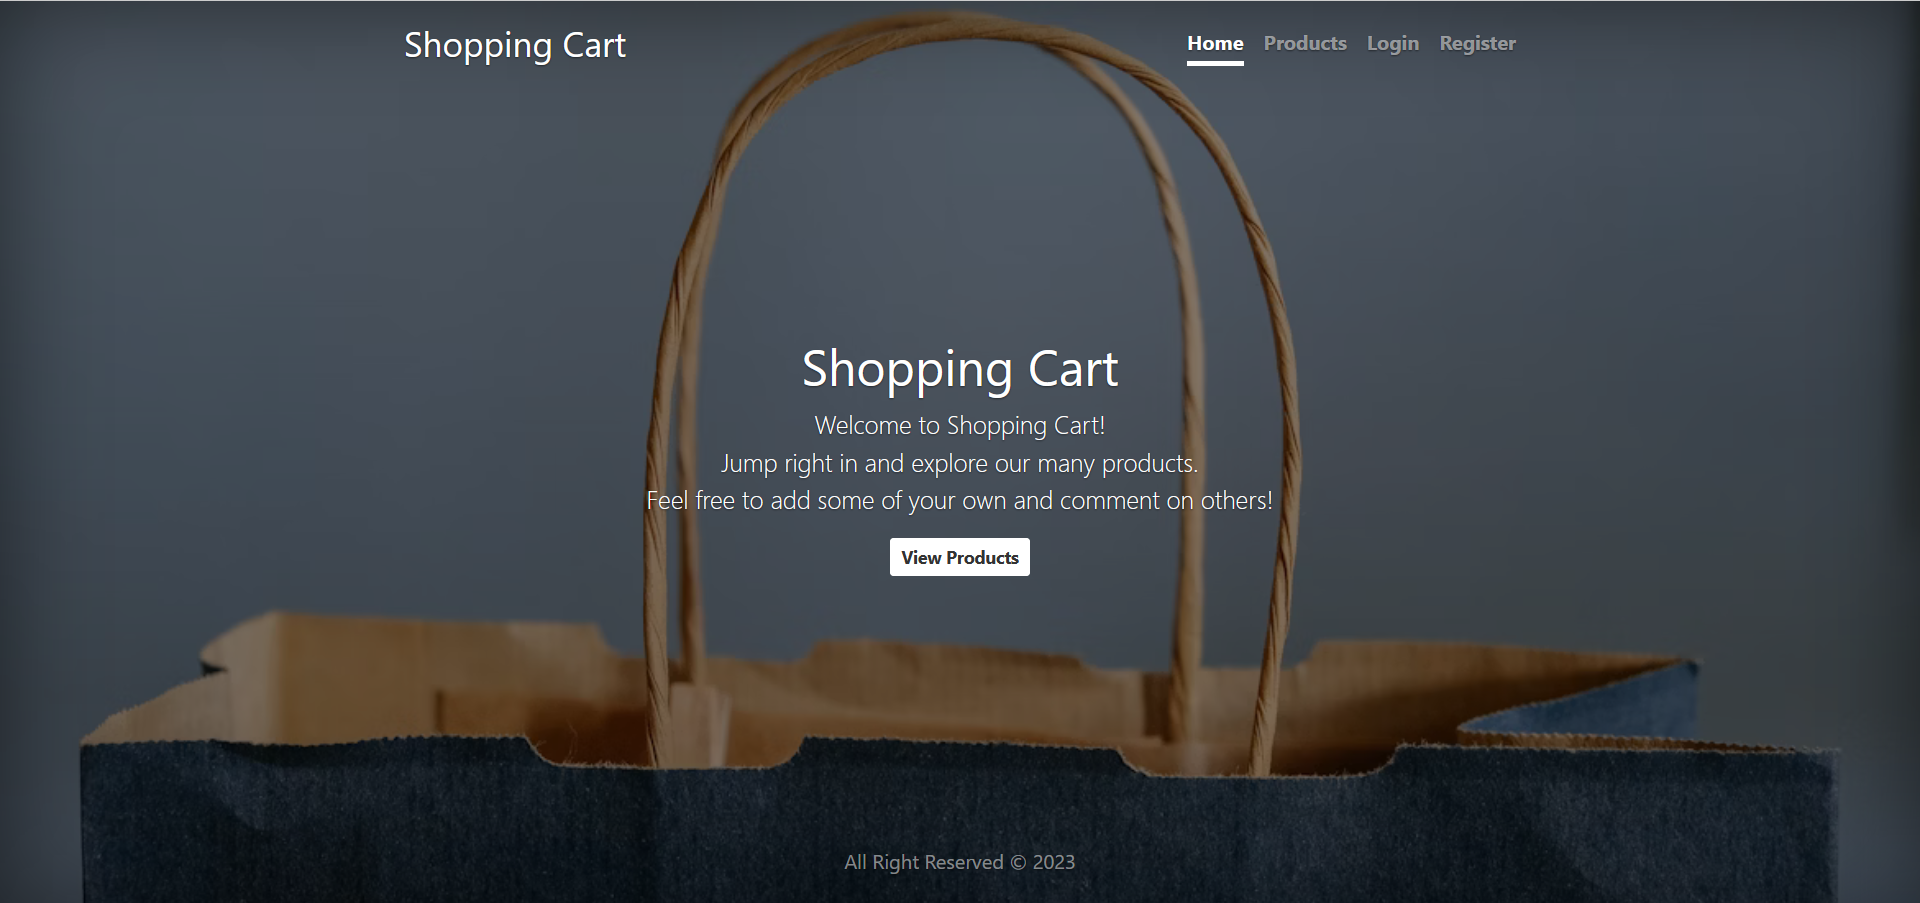 Shopping Cart
Home Products Login Register
Shopping Cart
Welcome to Shopping Cart!
Jump right in and explore our many products.
Feel free to add some of your own and comment on others!
View Products
All Right Reserved © 2023